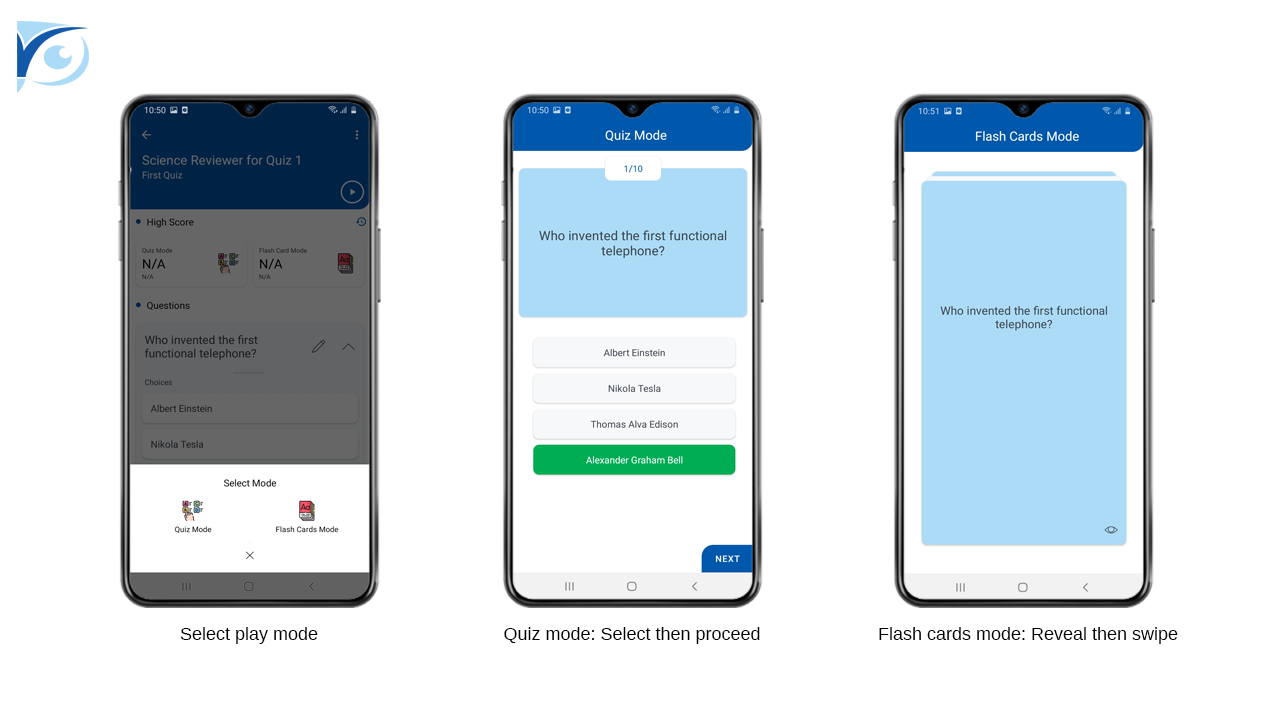 10:50
Science Reviewer for Quiz 1
First Quiz
High Score
Quiz Mode
N/A
N/A
Flash Card Mode
N/A
N/A
Questions
Who invented the first
functional telephone?
Choices
Albert Einstein
Nikola Tesla
Select Mode
Quiz Mode
Flash Cards Mode
Select play mode
10:50
Quiz Mode
1/10
Who invented the first functional
telephone?
Albert Einstein
Nikola Tesla
Thomas Alva Edison
Alexander Graham Bell
NEXT
Quiz mode: Select then proceed
10:51
Flash Cards Mode
Who invented the first functional
telephone?
Flash cards mode: Reveal then swipe